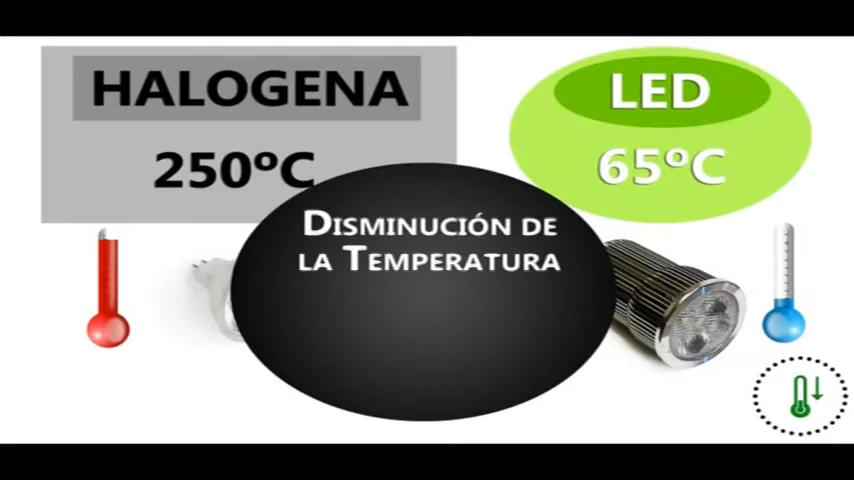 HALOGENA
250ºC
LED
65ºC
DISMINUCIÓN DE
LA TEMPERATURA